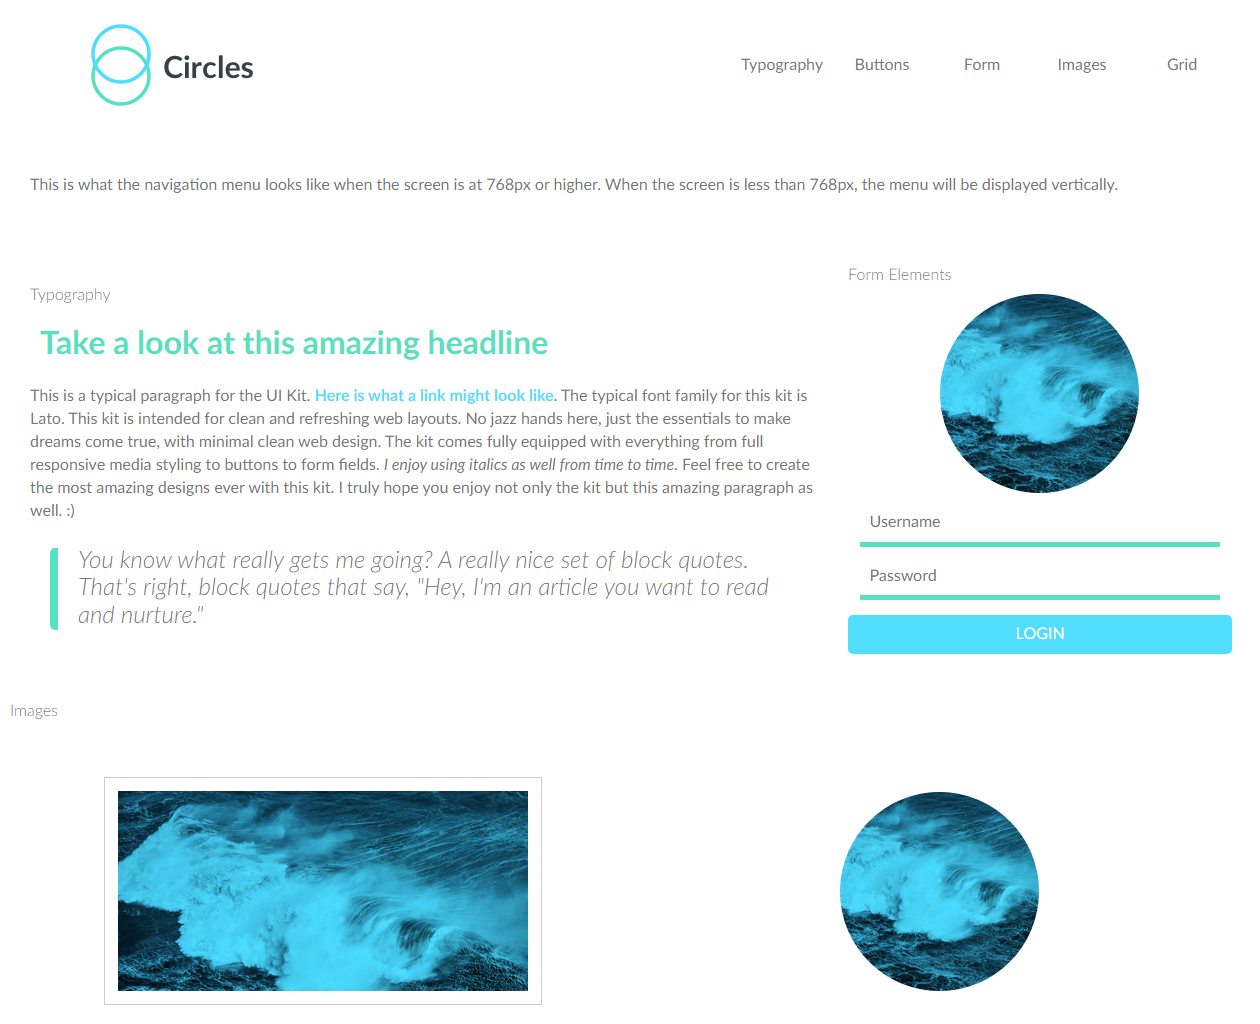 Circles
Typography Buttons Form Images Grid
This is what the navigation menu looks like when the screen is at 768px or higher. When the screen is less than 768px, the menu will be displayed vertically.
Typography
Take a look at this amazing headline
This is a typical paragraph for the UI Kit. Here is what a link might look like. The typical font family for this kit is
Lato. This kit is intended for clean and refreshing web layouts. No jazz hands here, just the essentials to make
dreams come true, with minimal clean web design. The kit comes fully equipped with everything from full
responsive media styling to buttons to form fields. I enjoy using italics as well from time to time. Feel free to create
the most amazing designs ever with this kit. I truly hope you enjoy not only the kit but this amazing paragraph as
well. :)
You know what really gets me going? A really nice set of block quotes.
That's right, block quotes that say, "Hey, I'm an article you want to read
and nurture."
Form Elements
Username
Password
LOGIN
Images